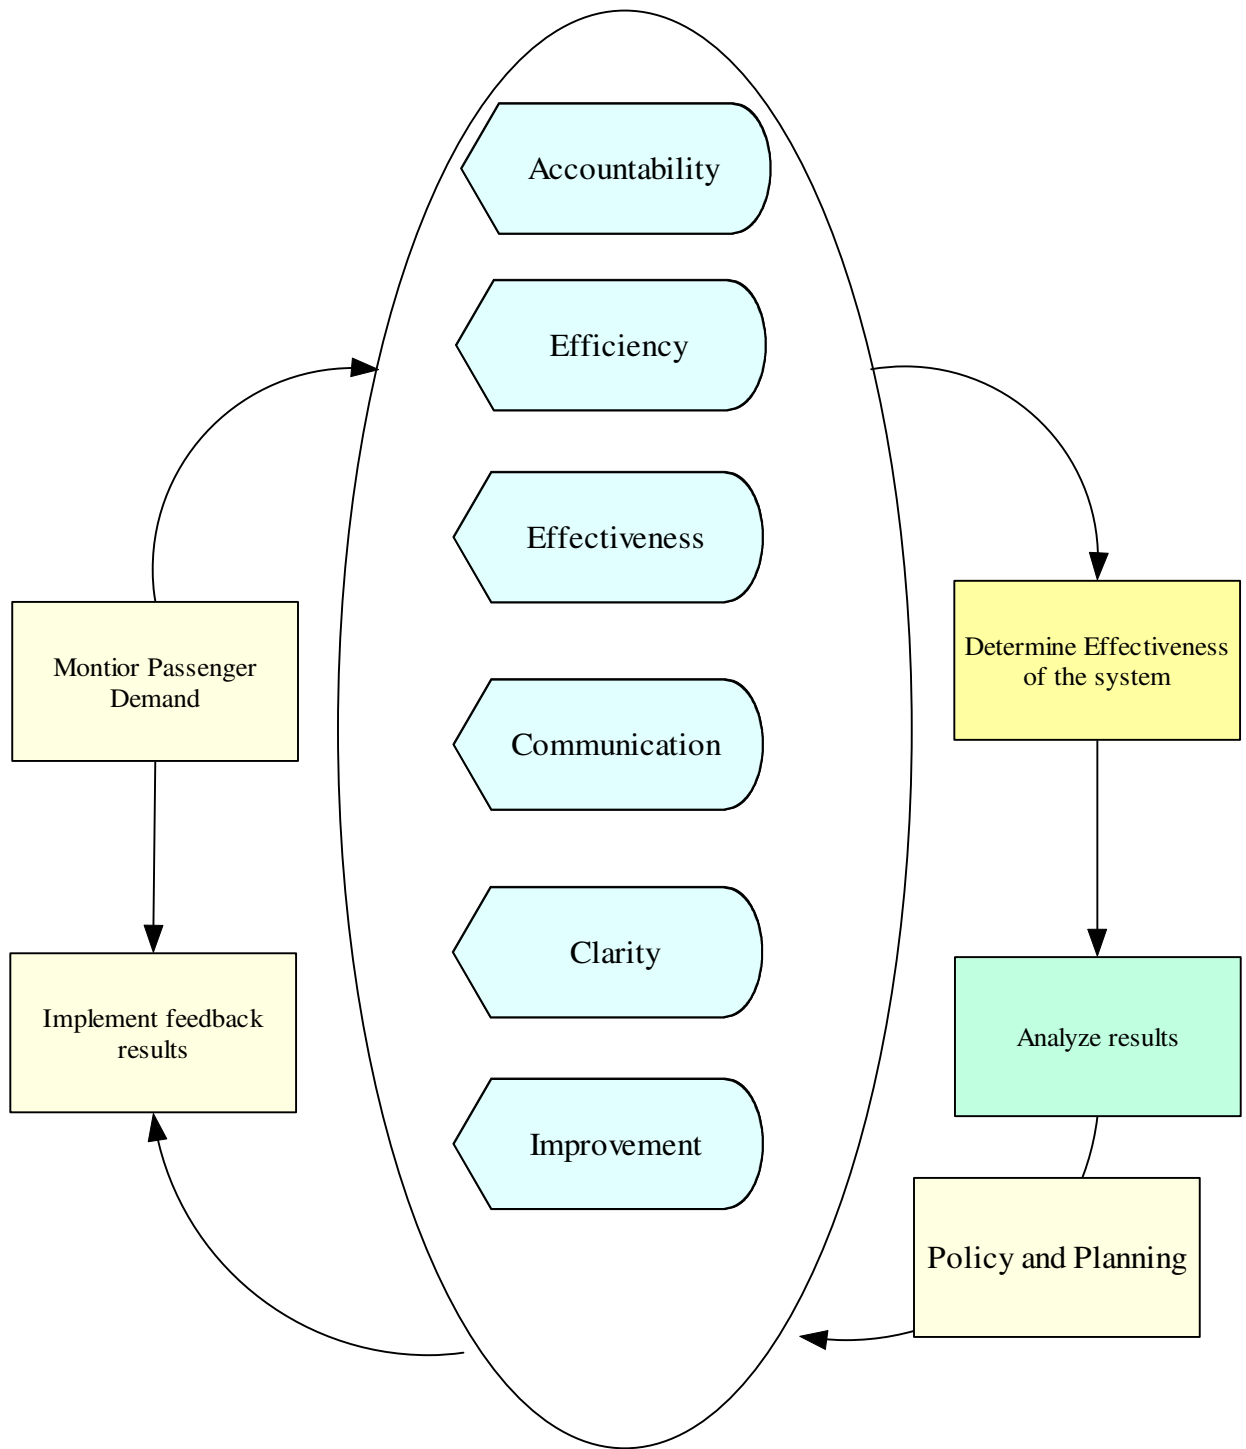 Accountability
Efficiency
Effectiveness
Communication
Clarity
Improvement
Montior Passenger
Demand
Implement feedback
results
Determine Effectiveness
of the system
Analyze results
Policy and Planning